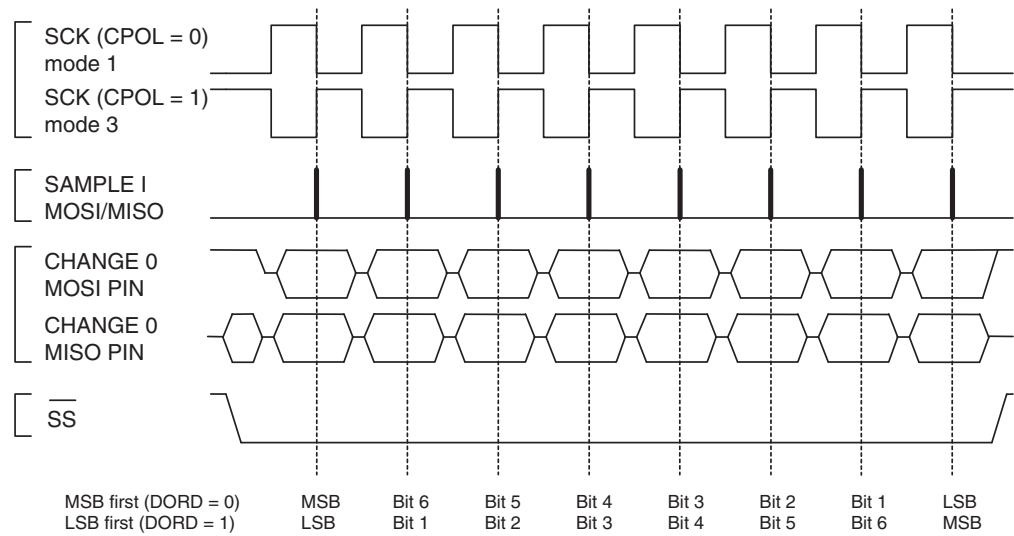 SCK (CPOL = 0)
mode 1
SCK (CPOL = 1)
mode 3
SAMPLE I
MOSI/MISO
CHANGE 0
MOSI PIN
CHANGE 0
MISO PIN
SS
MSB first (DORD = 0) MSB Bit 6 Bit 5 Bit 4 Bit 3 Bit 2 Bit 1 LSB
LSB first (DORD = 1) LSB Bit 1 Bit 2 Bit 3 Bit 4 Bit 5 Bit 6 MSB